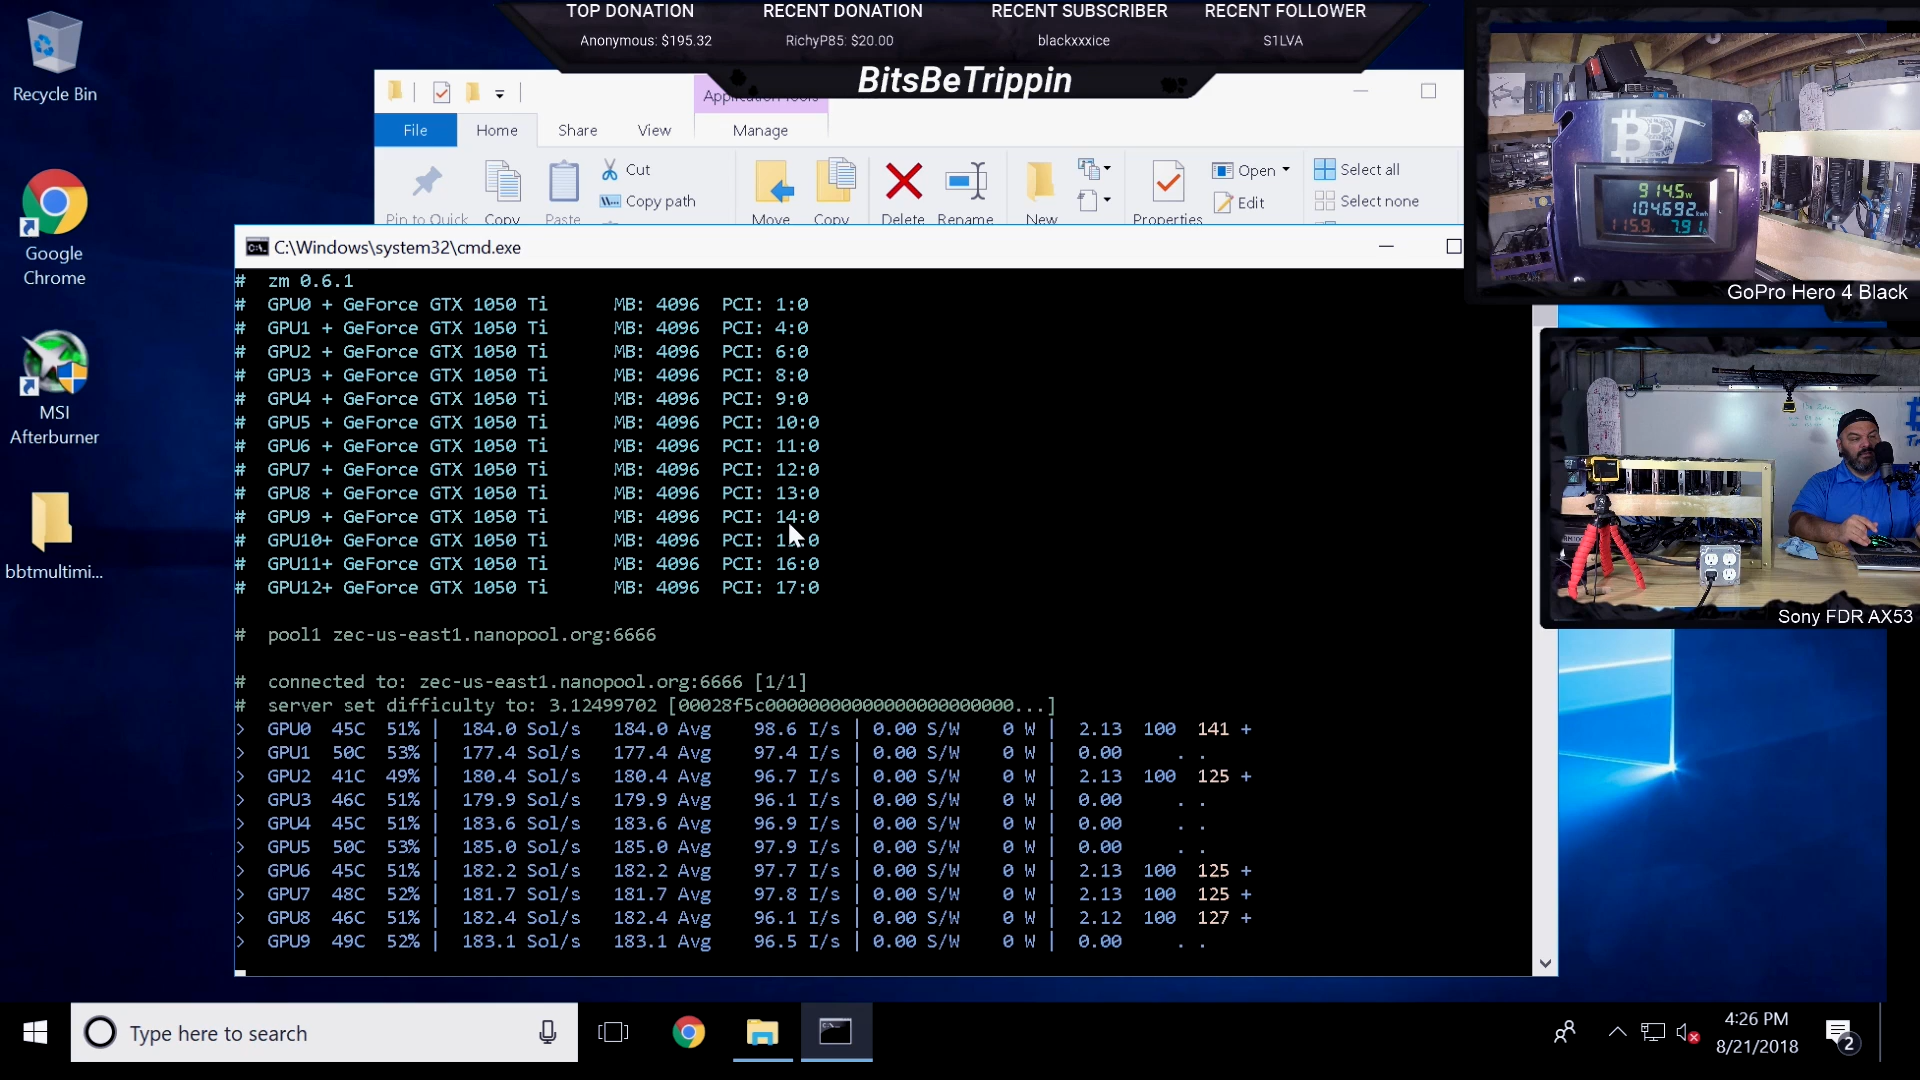 TOP DONATION
RECENT DONATION
RECENT SUBSCRIBER
RECENT FOLLOWER
Anonymous: $195.32
RichyP85: $20.00
blackxxxice
S1LVA
BitsBeTrippin
Recycle Bin
Google
Chrome
MSI
Afterburner
bbtmultimi...
File
Home
Share
View
Manage
Pin to Quick
Copy
Paste
Cut
Copy path
Move
Copy
Delete
Rename
New
Properties
Open
Edit
Select all
Select none
C:\Windows\system32\cmd.exe
# zm 0.6.1
# GPU0 + GeForce GTX 1050 Ti MB: 4096 PCI: 1:0
# GPU1 + GeForce GTX 1050 Ti MB: 4096 PCI: 4:0
# GPU2 + GeForce GTX 1050 Ti MB: 4096 PCI: 6:0
# GPU3 + GeForce GTX 1050 Ti MB: 4096 PCI: 8:0
# GPU4 + GeForce GTX 1050 Ti MB: 4096 PCI: 9:0
# GPU5 + GeForce GTX 1050 Ti MB: 4096 PCI: 10:0
# GPU6 + GeForce GTX 1050 Ti MB: 4096 PCI: 11:0
# GPU7 + GeForce GTX 1050 Ti MB: 4096 PCI: 12:0
# GPU8 + GeForce GTX 1050 Ti MB: 4096 PCI: 13:0
# GPU9 + GeForce GTX 1050 Ti MB: 4096 PCI: 14:0
# GPU10+ GeForce GTX 1050 Ti MB: 4096 PCI:
# GPU11+ GeForce GTX 1050 Ti MB: 4096 PCI: 16:0
# GPU12+ GeForce GTX 1050 Ti MB: 4096 PCI: 17:0
# pool1 zec-us-east1.nanopool.org:6666
# connected to: zec-us-east1.nanopool.org:6666 [1/1]
# server set difficulty to: 3.12499702 [00028f5c00000000000000000000000...]
> GPU0 45C 51% | 184.0 Sol/s 184.0 Avg 98.6 I/s | 0.00 S/W 0 W | 2.13 100 141 +
> GPU1 50C 53% | 177.4 Sol/s 177.4 Avg 97.4 I/s | 0.00 S/W 0 W | 0.00 . .
> GPU2 41C 49% | 180.4 Sol/s 180.4 Avg 96.7 I/s | 0.00 S/W 0 W | 2.13 100 125 +
> GPU3 46C 51% | 179.9 Sol/s 179.9 Avg 96.1 I/s | 0.00 S/W 0 W | 0.00 . .
> GPU4 45C 51% | 183.6 Sol/s 183.6 Avg 96.9 I/s | 0.00 S/W 0 W | 0.00 . .
> GPU5 50C 53% | 185.0 Sol/s 185.0 Avg 97.9 I/s | 0.00 S/W 0 W | 0.00 . .
> GPU6 45C 51% | 182.2 Sol/s 182.2 Avg 97.7 I/s | 0.00 S/W 0 W | 2.13 100 125 +
> GPU7 48C 52% | 181.7 Sol/s 181.7 Avg 97.8 I/s | 0.00 S/W 0 W | 2.13 100 125 +
> GPU8 46C 51% | 182.4 Sol/s 182.4 Avg 96.1 I/s | 0.00 S/W 0 W | 2.12 100 127 +
> GPU9 49C 52% | 183.1 Sol/s 183.1 Avg 96.5 I/s | 0.00 S/W 0 W | 0.00 . .
914.5w
104.692
115.9v 7.91
GoPro Hero 4 Black
Sony FDR AX53
Type here to search
4:26 PM
8/21/2018
2